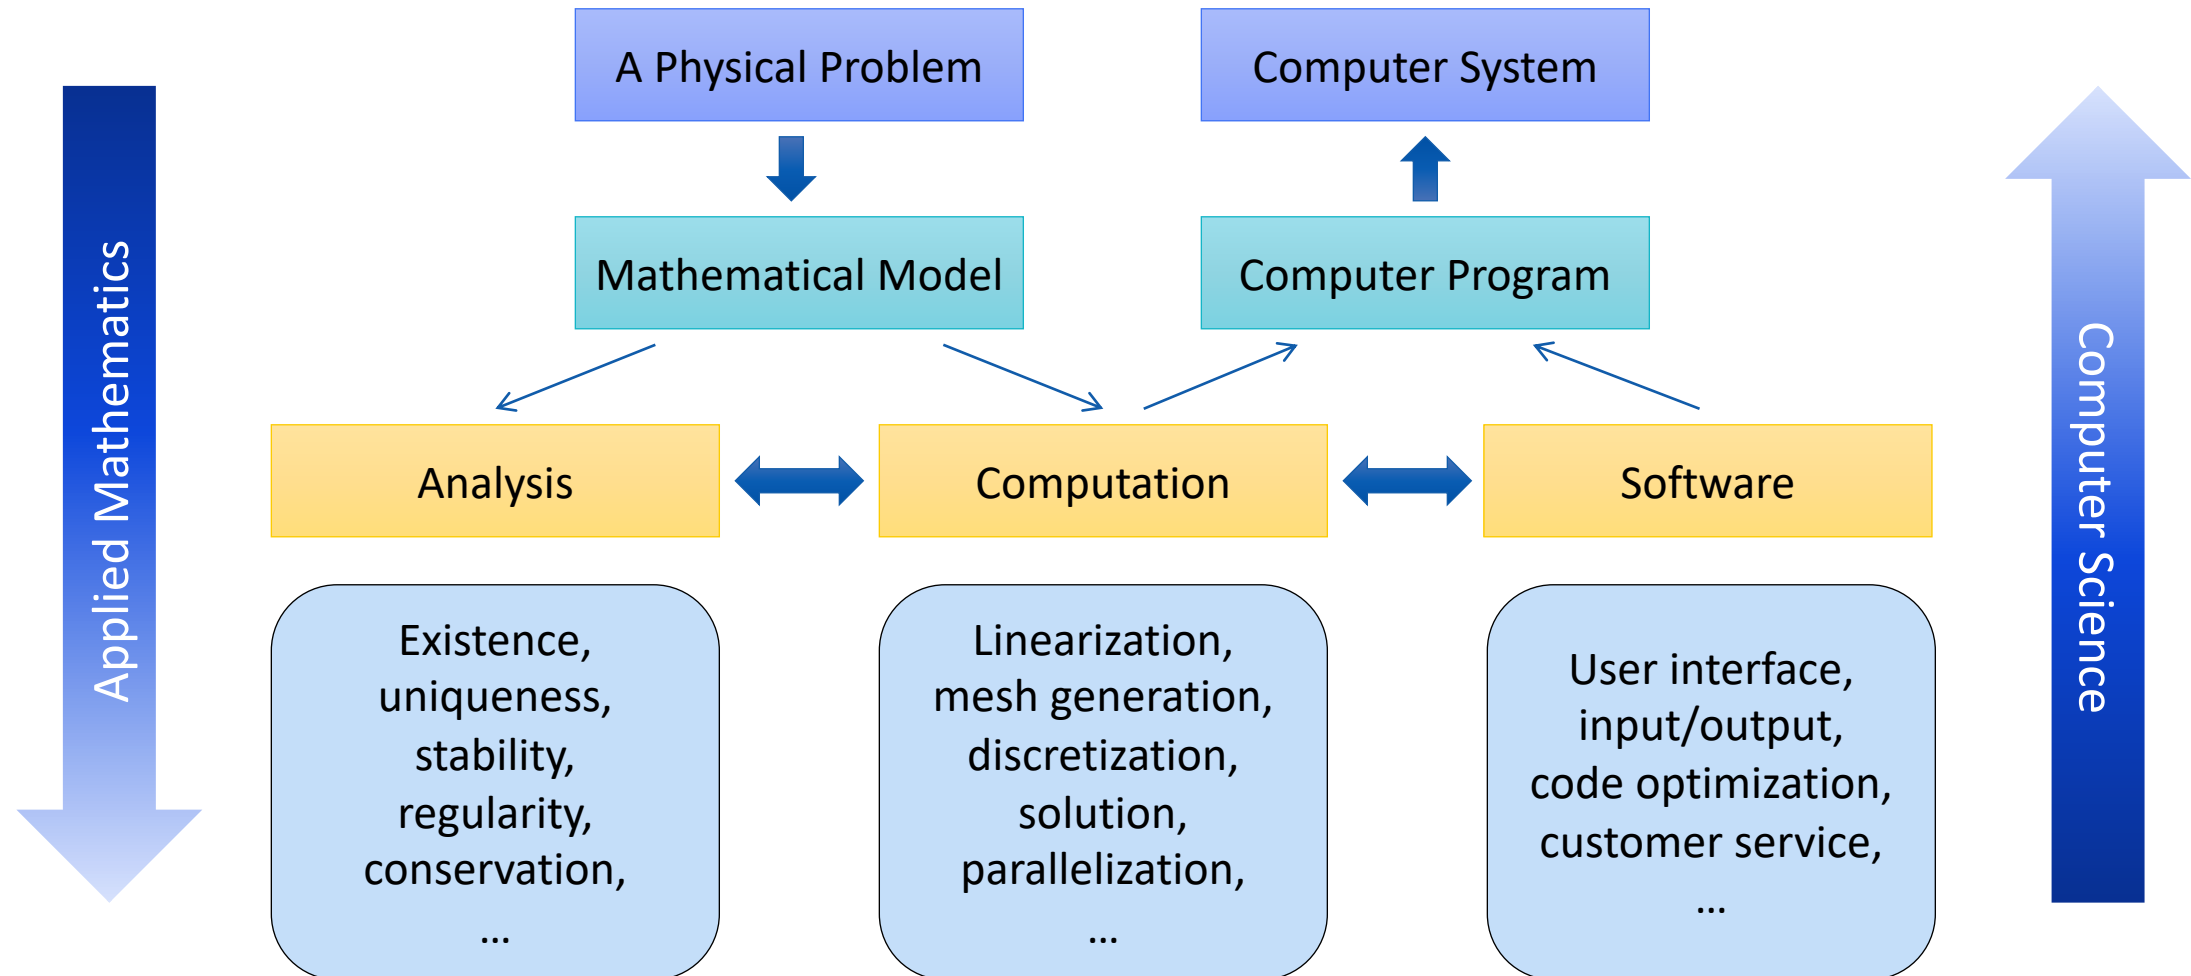 A Physical Problem
Computer System
Mathematical Model
Computer Program
Applied Mathematics
Computer Science
Analysis
Computation
Software
Existence,
uniqueness,
stability,
regularity,
conservation,
...
Linearization,
mesh generation,
discretization,
solution,
parallelization,
...
User interface,
input/output,
code optimization,
customer service,
...